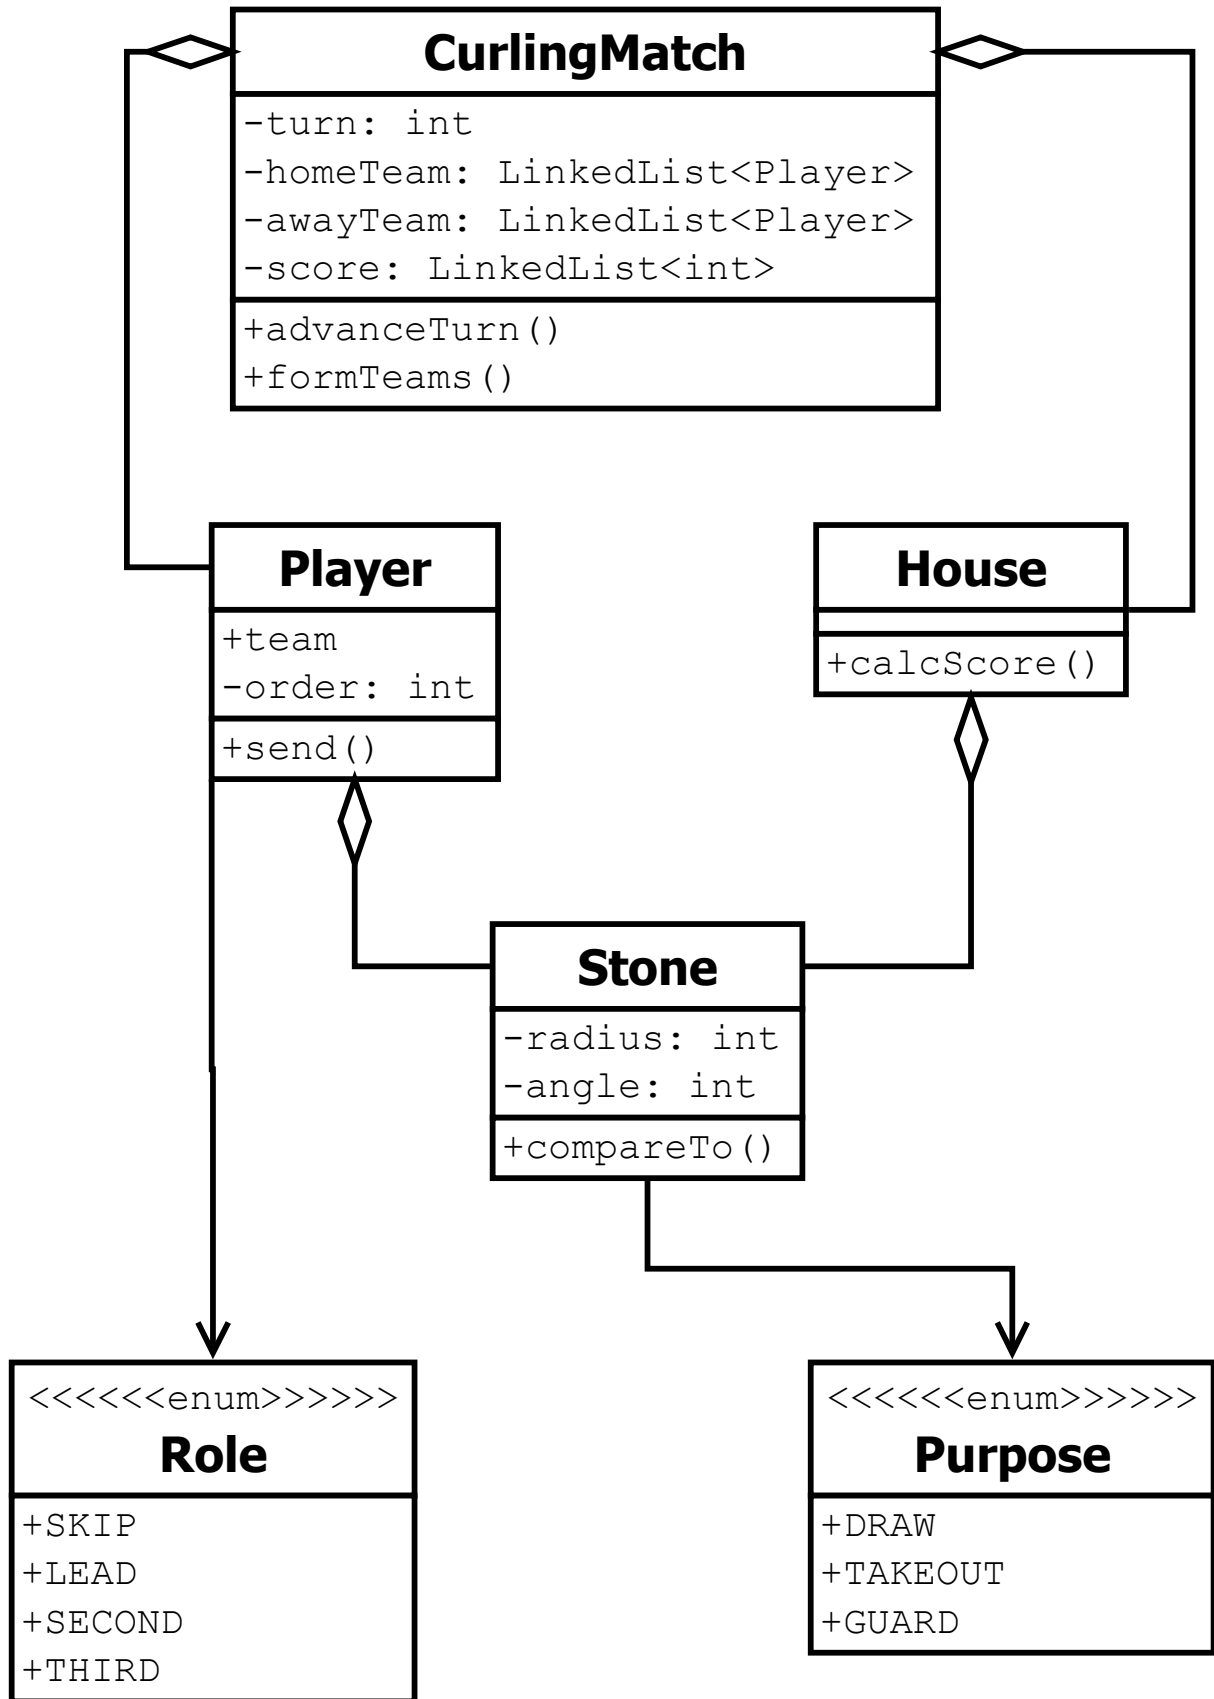 CurlingMatch
-turn: int
-homeTeam: LinkedList<Player>
-awayTeam: LinkedList<Player>
-score: LinkedList<int>
+advanceTurn()
+formTeams()
Player
+team
-order: int
+send()
House
+calcScore()
Stone
-radius: int
-angle: int
+compareTo()
<<<<<<enum>>>>>>
Role
+SKIP
+LEAD
+SECOND
+THIRD
<<<<<<enum>>>>>>
Purpose
+DRAW
+TAKEOUT
+GUARD